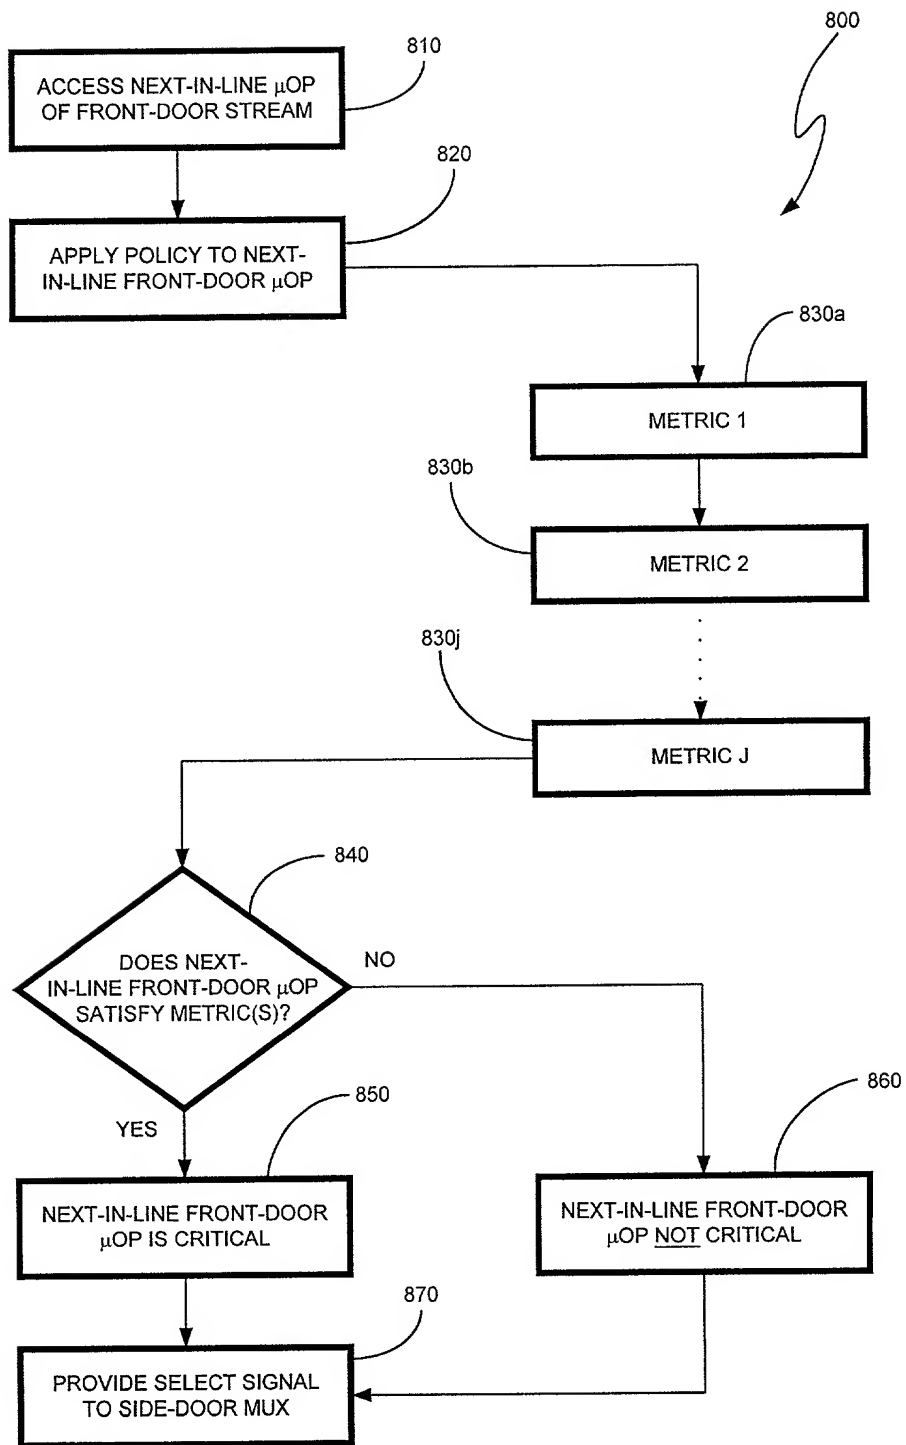 800
810
ACCESS NEXT-IN-LINE μOP
OF FRONT-DOOR STREAM
820
APPLY POLICY TO NEXT-
IN-LINE FRONT-DOOR μOP
830a
METRIC 1
830b
METRIC 2
830j
METRIC J
840
DOES NEXT-
IN-LINE FRONT-DOOR μOP
SATISFY METRIC(S)?
NO
YES
850
NEXT-IN-LINE FRONT-DOOR
μOP IS CRITICAL
860
NEXT-IN-LINE FRONT-DOOR
μOP NOT CRITICAL
870
PROVIDE SELECT SIGNAL
TO SIDE-DOOR MUX